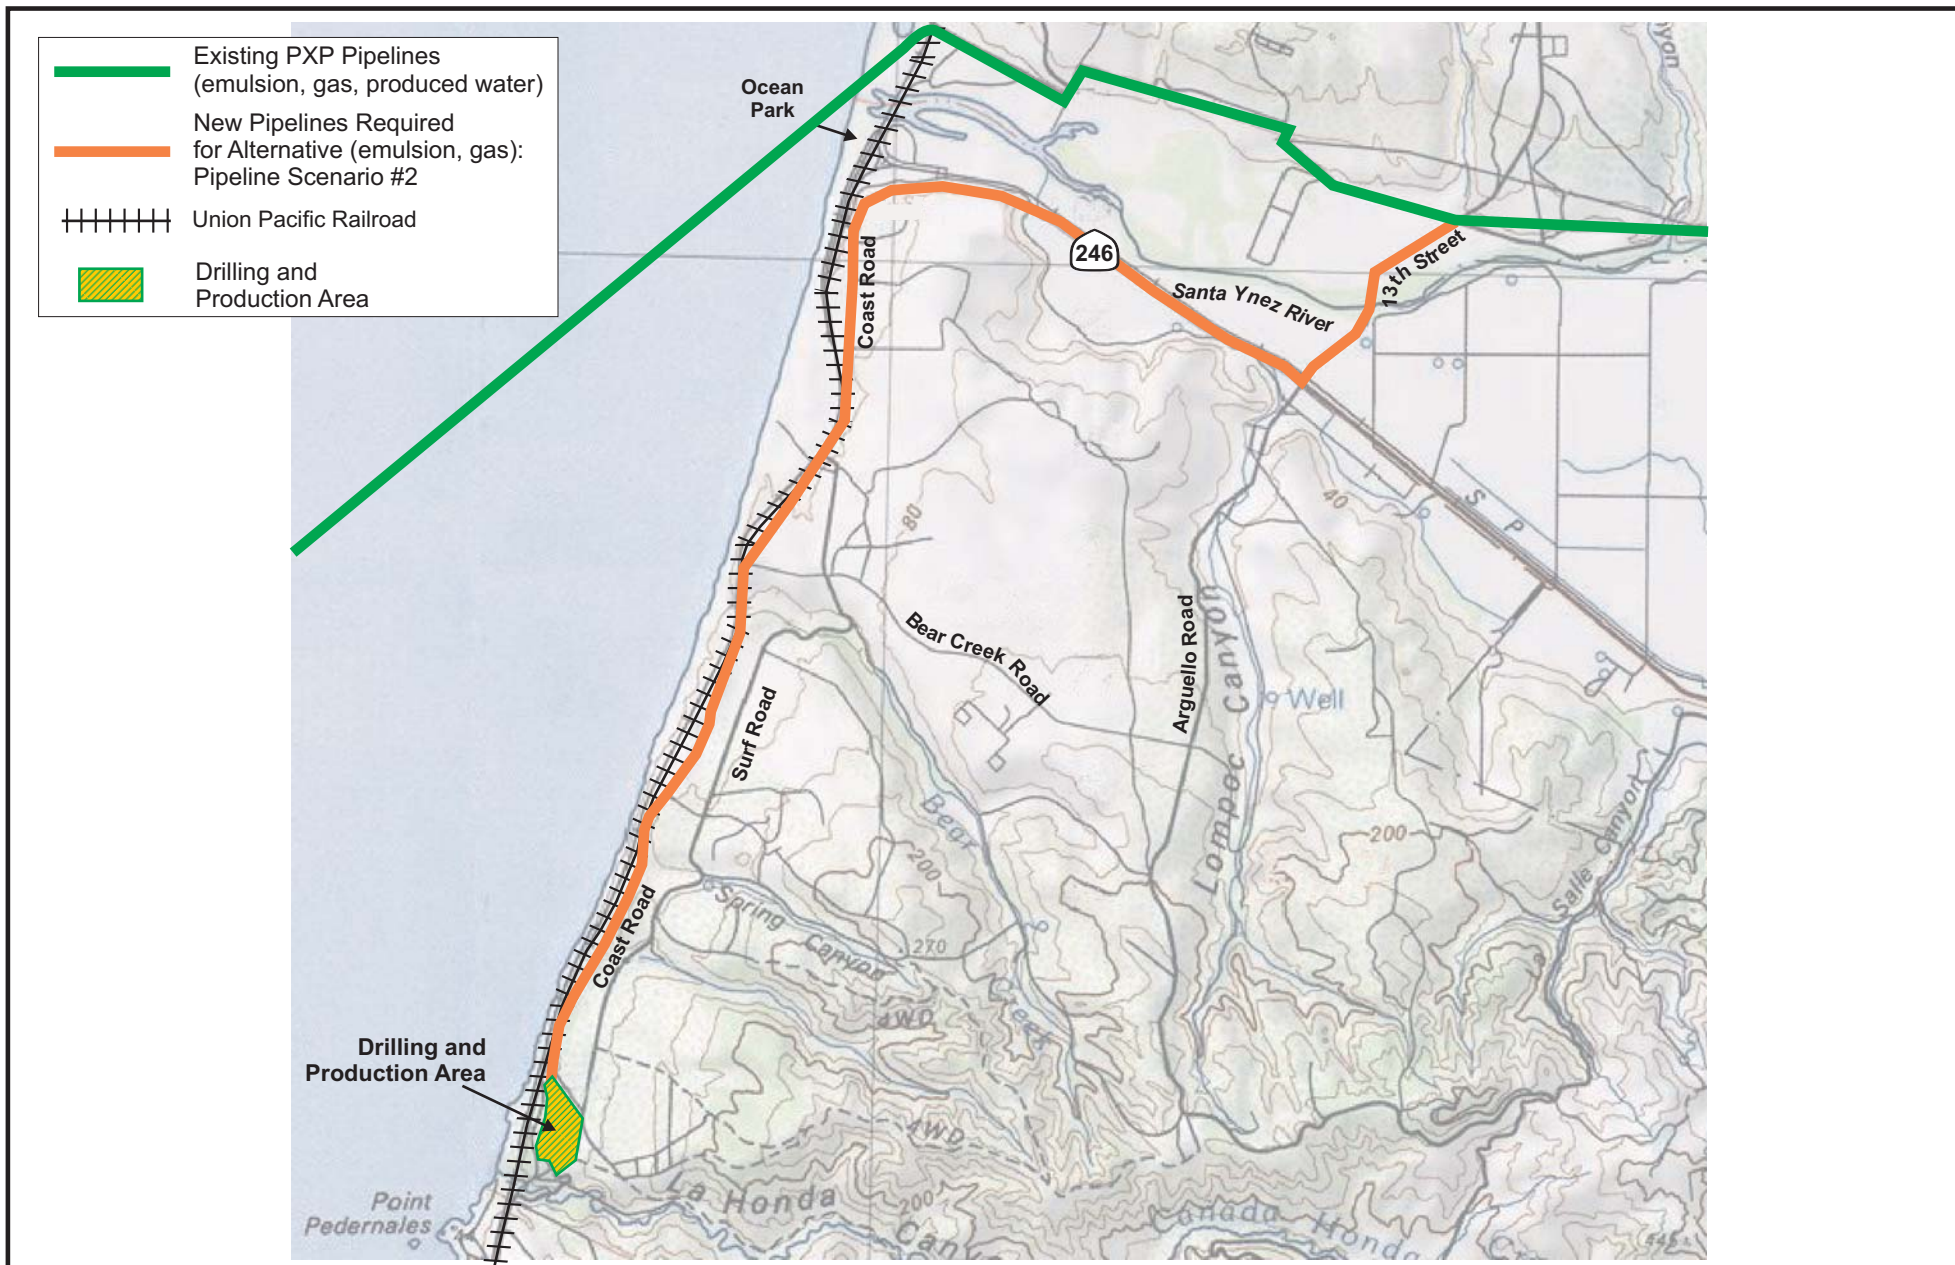 Existing PXP Pipelines
(emulsion, gas, produced water)
New Pipelines Required
for Alternative (emulsion, gas):
Pipeline Scenario #2
Union Pacific Railroad
Drilling and
Production Area
Ocean
Park
yon
246
Coast Road
Santa Ynez River
13th Street
S P
80
40
Bear Creek Road
Arguello Road
Lompoc Canyon
Well
Surf Road
Bear Creek
200
200
Salle Canyon
Spring Canyon
270
Coast Road
4WD
Drilling and
Production Area
4WD
Point
Pedernales
La Honda
200
Canada Honda